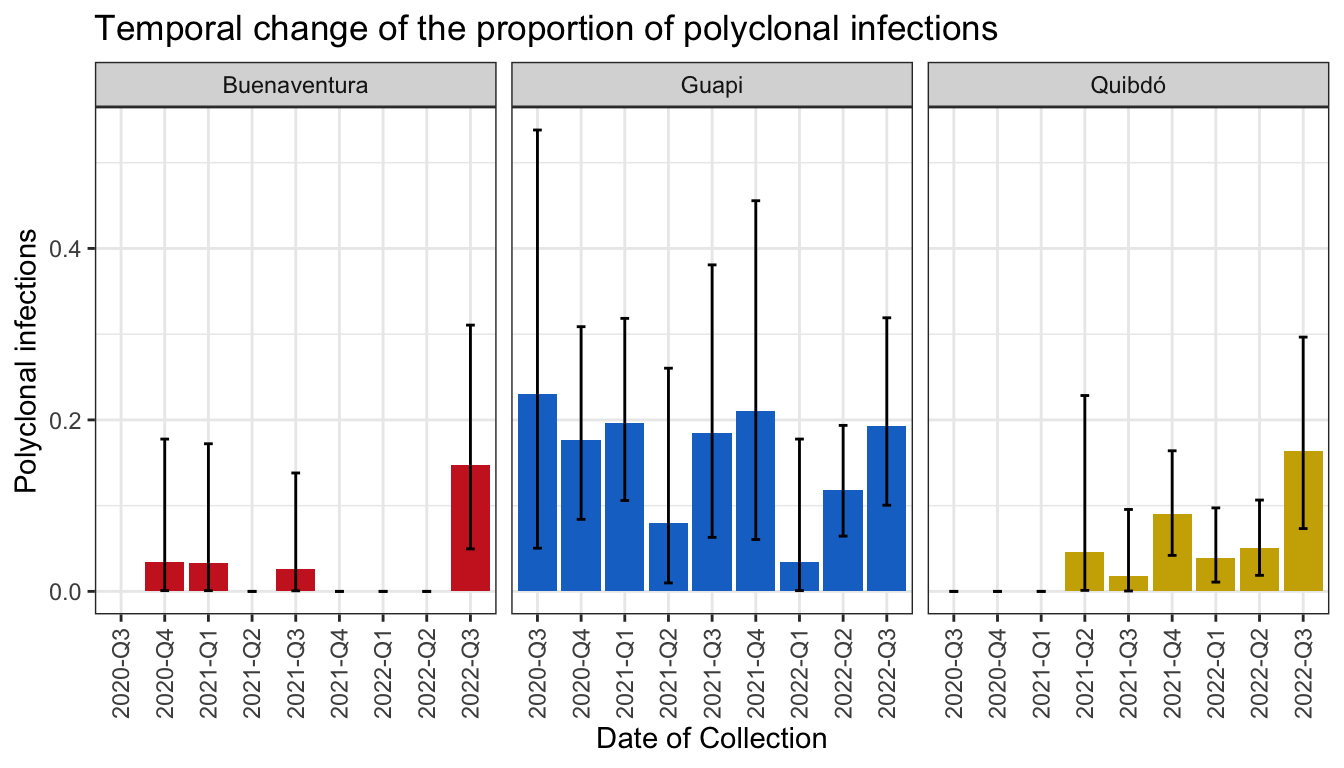 Temporal change of the proportion of polyclonal infections
Buenaventura Guapi Quibdó
Polyclonal infections
0.4
0.2
0.0
2020-Q3 2020-Q4 2021-Q1 2021-Q2 2021-Q3 2021-Q4 2022-Q1 2022-Q2 2022-Q3 2020-Q3 2020-Q4 2021-Q1 2021-Q2 2021-Q3 2021-Q4 2022-Q1 2022-Q2 2022-Q3 2020-Q3 2020-Q4 2021-Q1 2021-Q2 2021-Q3 2021-Q4 2022-Q1 2022-Q2 2022-Q3
Date of Collection